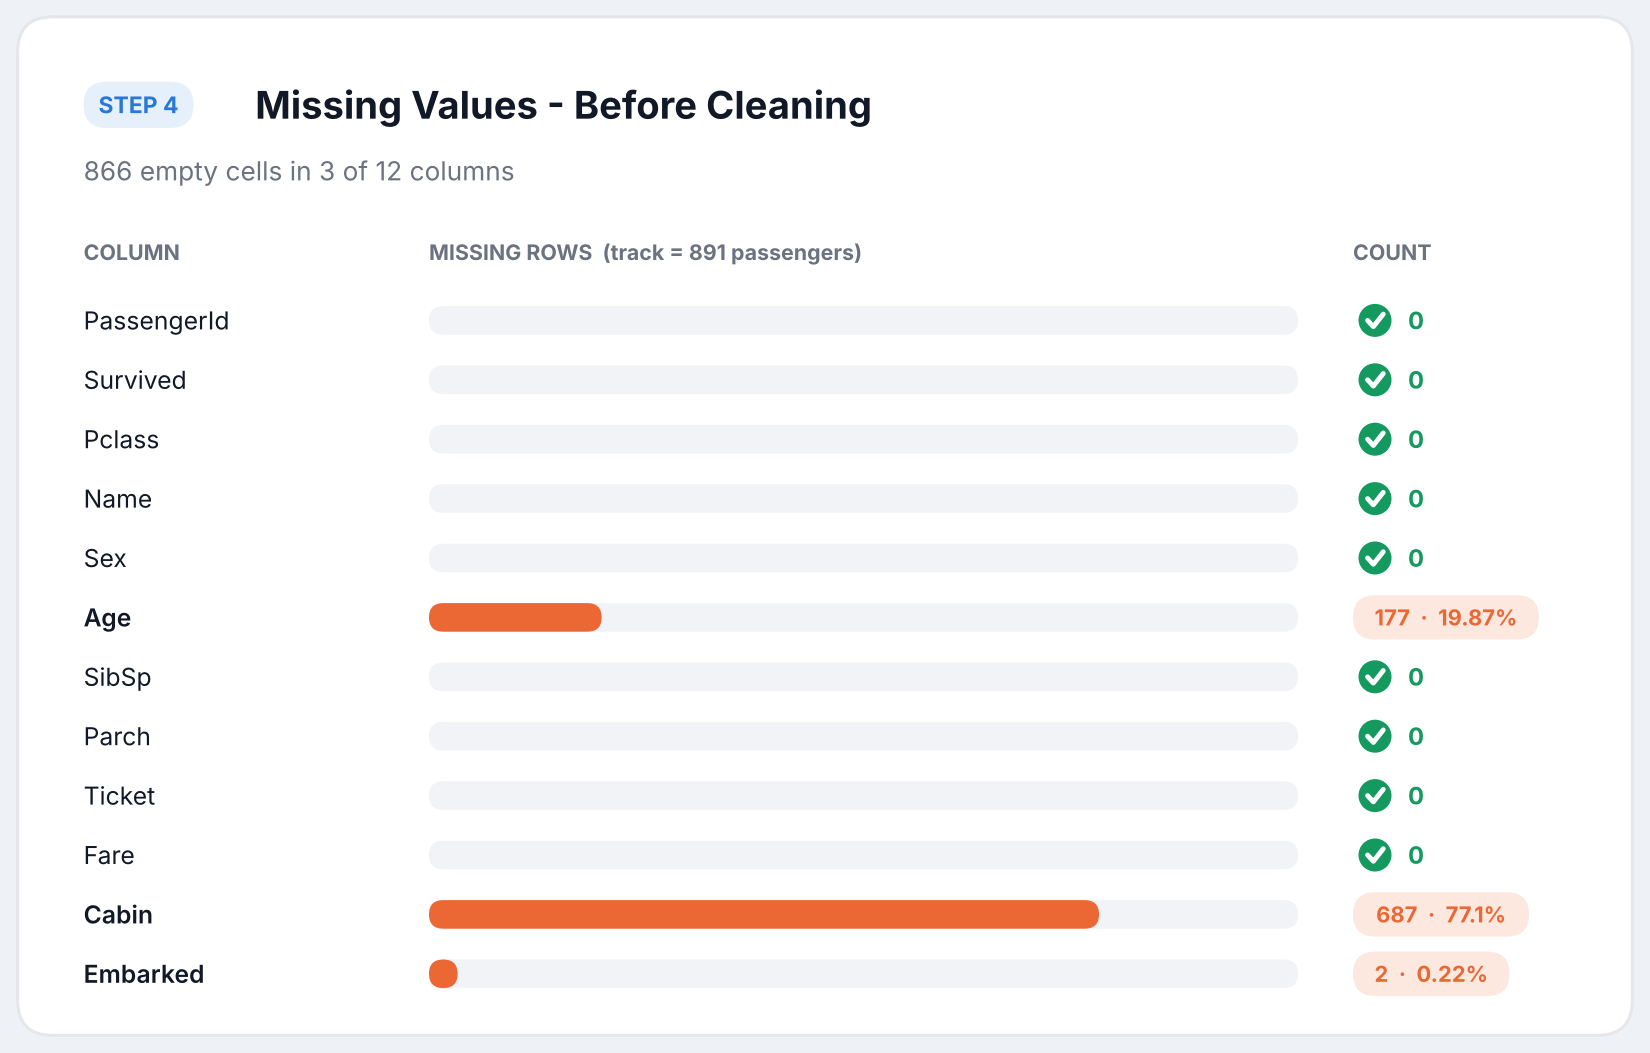 STEP 4 Missing Values - Before Cleaning
866 empty cells in 3 of 12 columns
COLUMN MISSING ROWS (track = 891 passengers) COUNT
PassengerId 0
Survived 0
Pclass 0
Name 0
Sex 0
Age 177 · 19.87%
SibSp 0
Parch 0
Ticket 0
Fare 0
Cabin 687 · 77.1%
Embarked 2 · 0.22%